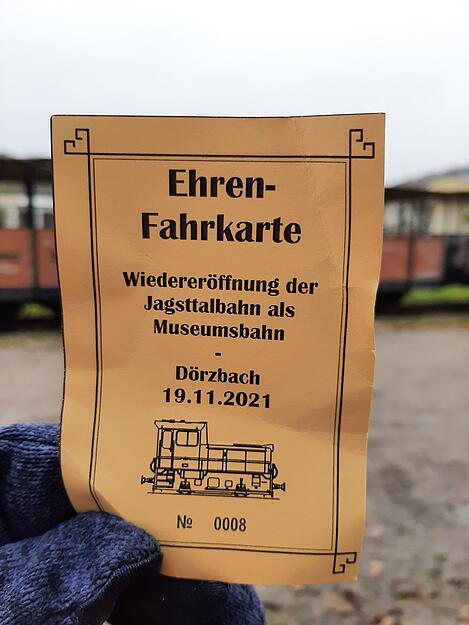 Ehren-
Fahrkarte
Wiedereröffnung der
Jagsttalbahn als
Museumsbahn
-
Dörzbach
19.11.2021
№ 0008